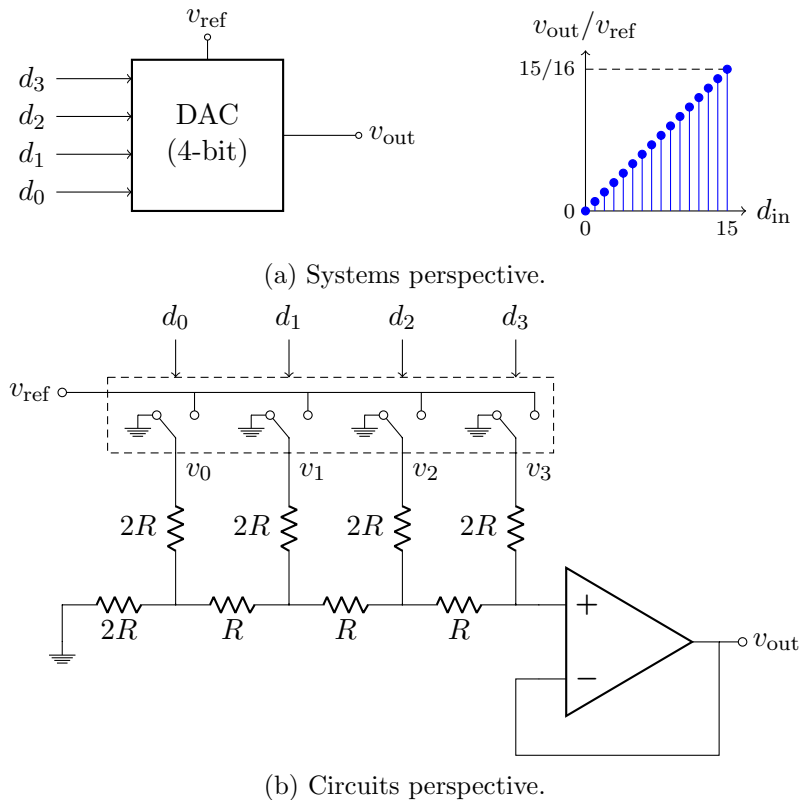 v_ref
v_out/v_ref
d_3
d_2
d_1
d_0
DAC
(4-bit)
v_out
15/16
0
0
15
d_in
(a) Systems perspective.
d_0 d_1 d_2 d_3
v_ref
v_0 v_1 v_2 v_3
2R 2R 2R 2R
2R R R R
+
−
v_out
(b) Circuits perspective.